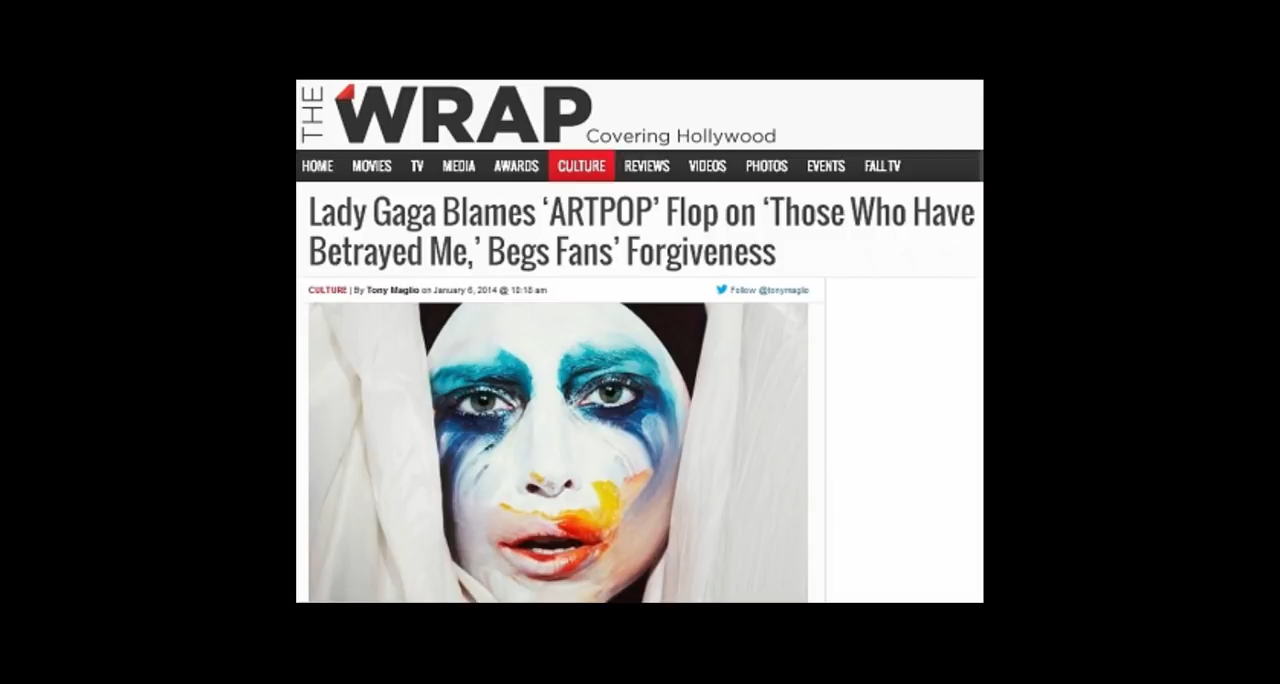 THE WRAP Covering Hollywood
HOME MOVIES TV MEDIA AWARDS CULTURE REVIEWS VIDEOS PHOTOS EVENTS FALL TV
Lady Gaga Blames ‘ARTPOP’ Flop on ‘Those Who Have
Betrayed Me,’ Begs Fans’ Forgiveness
CULTURE | By Tony Maglio on January 6, 2014 @ 10:18 am Follow @tonymaglio